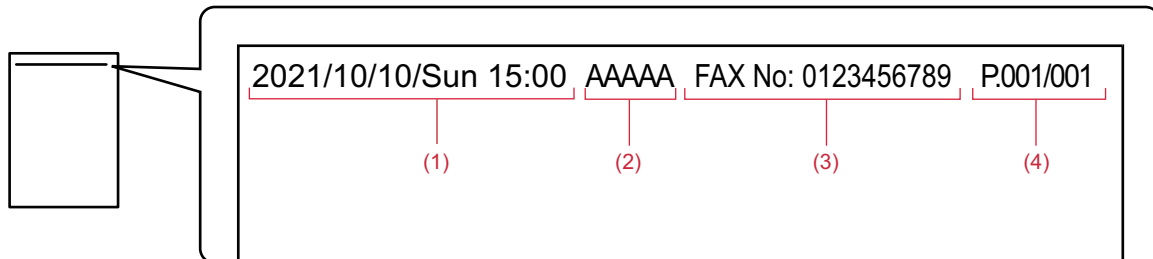 2021/10/10/Sun 15:00 AAAAA FAX No: 0123456789 P.001/001
(1) (2) (3) (4)